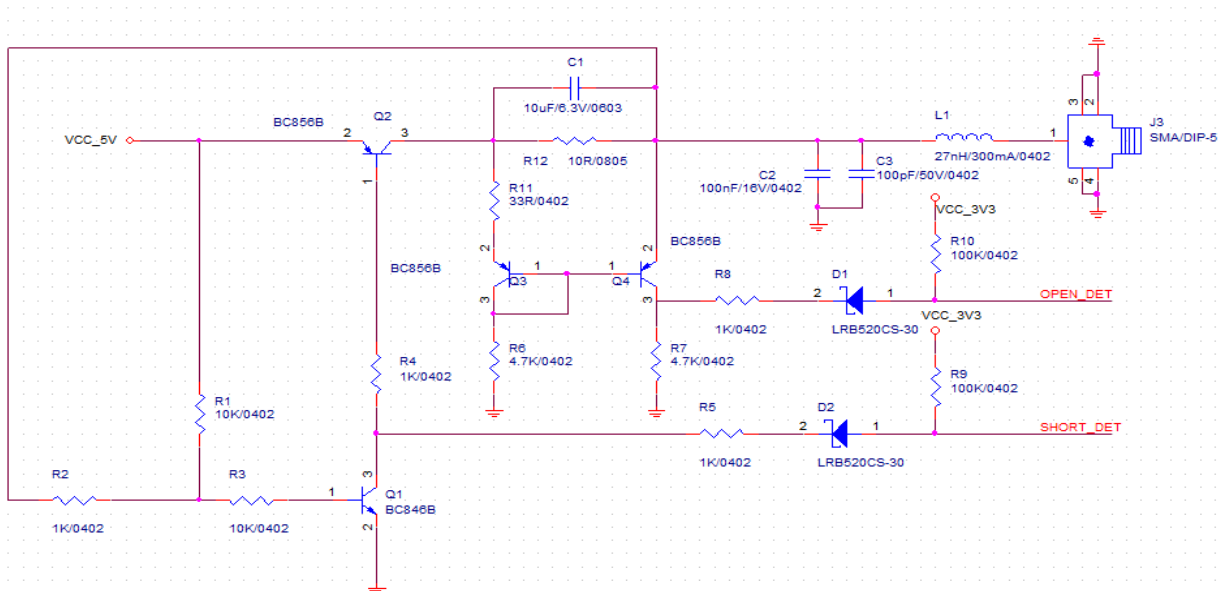 C1
10uF/6.3V/0603
J3
SMA/DIP-5
3
2
1
5
4
L1
27nH/300mA/0402
VCC_5V
BC856B
Q2
2
3
1
R12
10R/0805
C2
100nF/16V/0402
C3
100pF/50V/0402
R11
33R/0402
VCC_3V3
R10
100K/0402
BC856B
2
Q3
1
3
BC856B
2
1
Q4
3
R8
1K/0402
D1
2
1
LRB520CS-30
OPEN_DET
VCC_3V3
R6
4.7K/0402
R7
4.7K/0402
R4
1K/0402
R9
100K/0402
R1
10K/0402
R5
1K/0402
D2
2
1
LRB520CS-30
SHORT_DET
R2
1K/0402
R3
10K/0402
3
1
Q1
BC846B
2